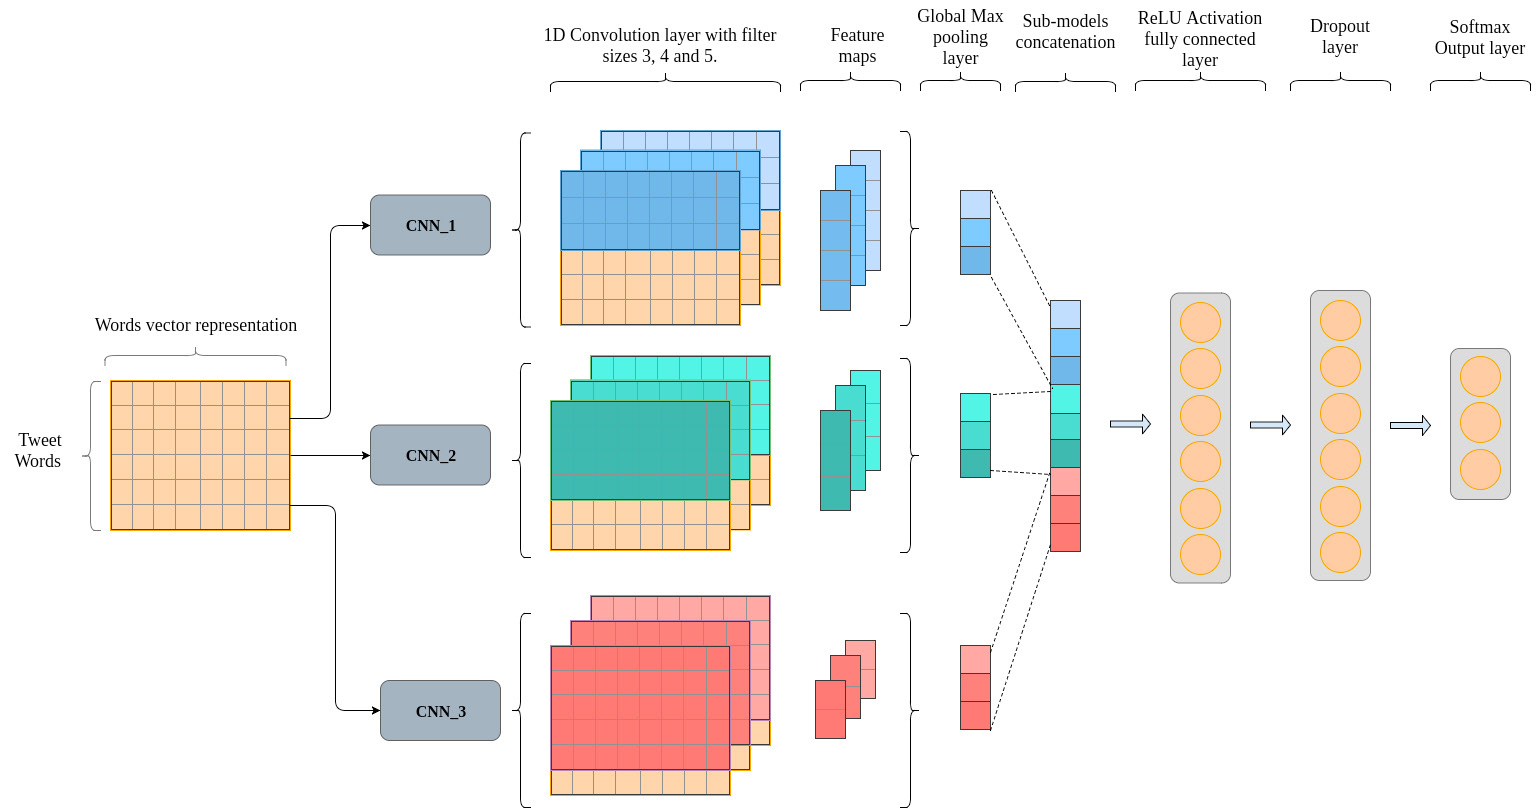 1D Convolution layer with filter
sizes 3, 4 and 5.
Feature
maps
Global Max
pooling
layer
Sub-models
concatenation
ReLU Activation
fully connected
layer
Dropout
layer
Softmax
Output layer
CNN_1
Words vector representation
Tweet
Words
CNN_2
CNN_3